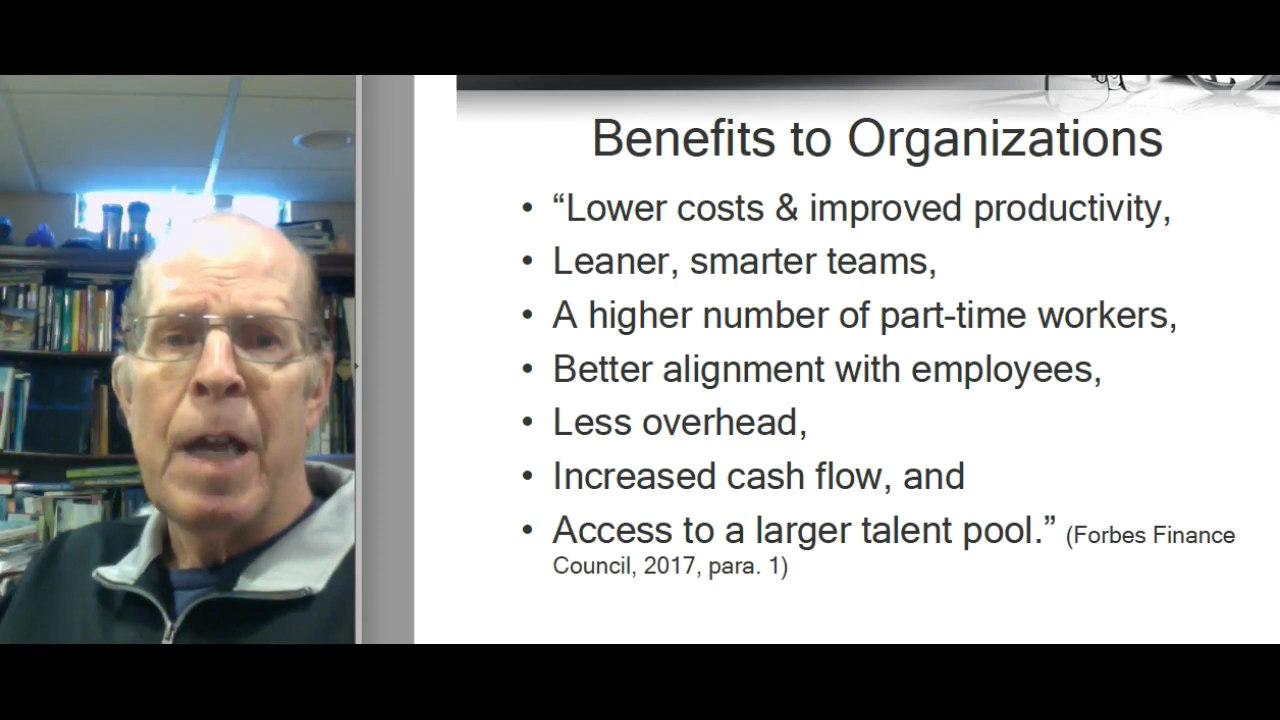 Benefits to Organizations
• “Lower costs & improved productivity,
• Leaner, smarter teams,
• A higher number of part-time workers,
• Better alignment with employees,
• Less overhead,
• Increased cash flow, and
• Access to a larger talent pool.” (Forbes Finance
Council, 2017, para. 1)